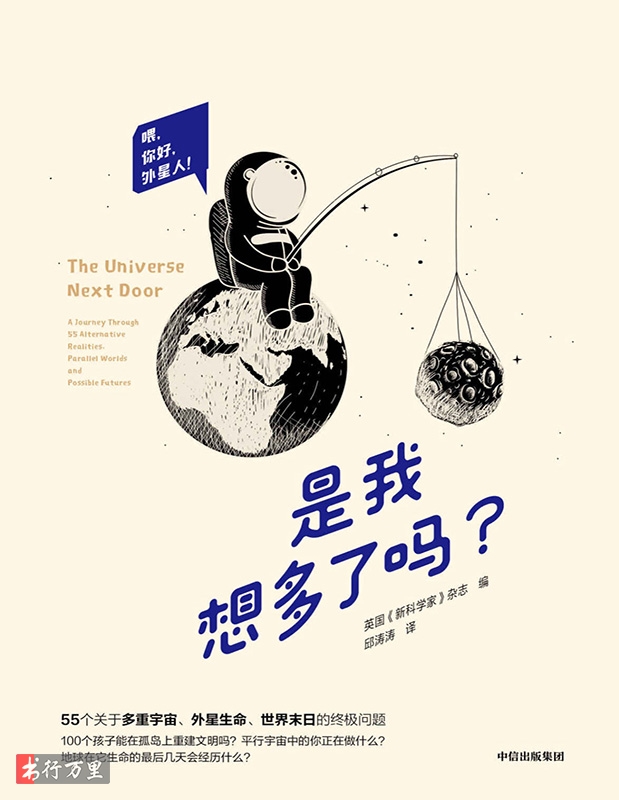 喂，
你好，
外星人！
The Universe
Next Door
A Journey Through
55 Alternative
Realities,
Parallel Worlds
and
Possible Futures
是我
想多了吗？
英国《新科学家》杂志 编
邱涛涛 译
55个关于多重宇宙、外星生命、世界末日的终极问题
100个孩子能在孤岛上重建文明吗？平行宇宙中的你正在做什么？
地球在它生命的最后几天会经历什么？
中信出版集团
书行万里